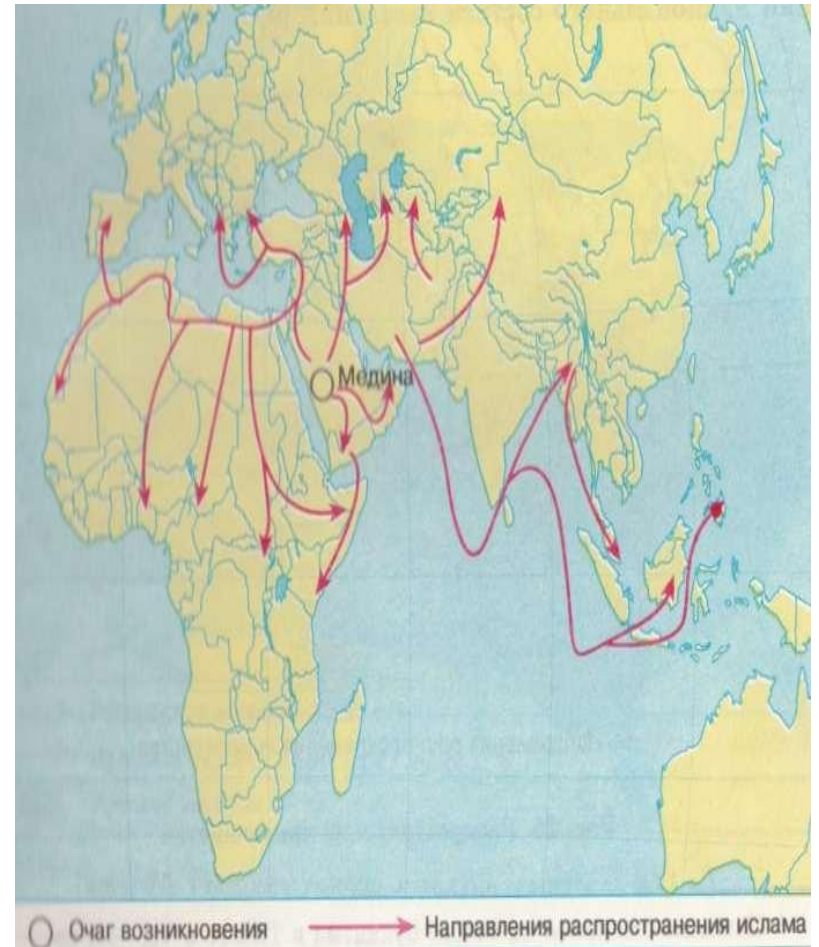 Медина
Очаг возникновения
Направления распространения ислама